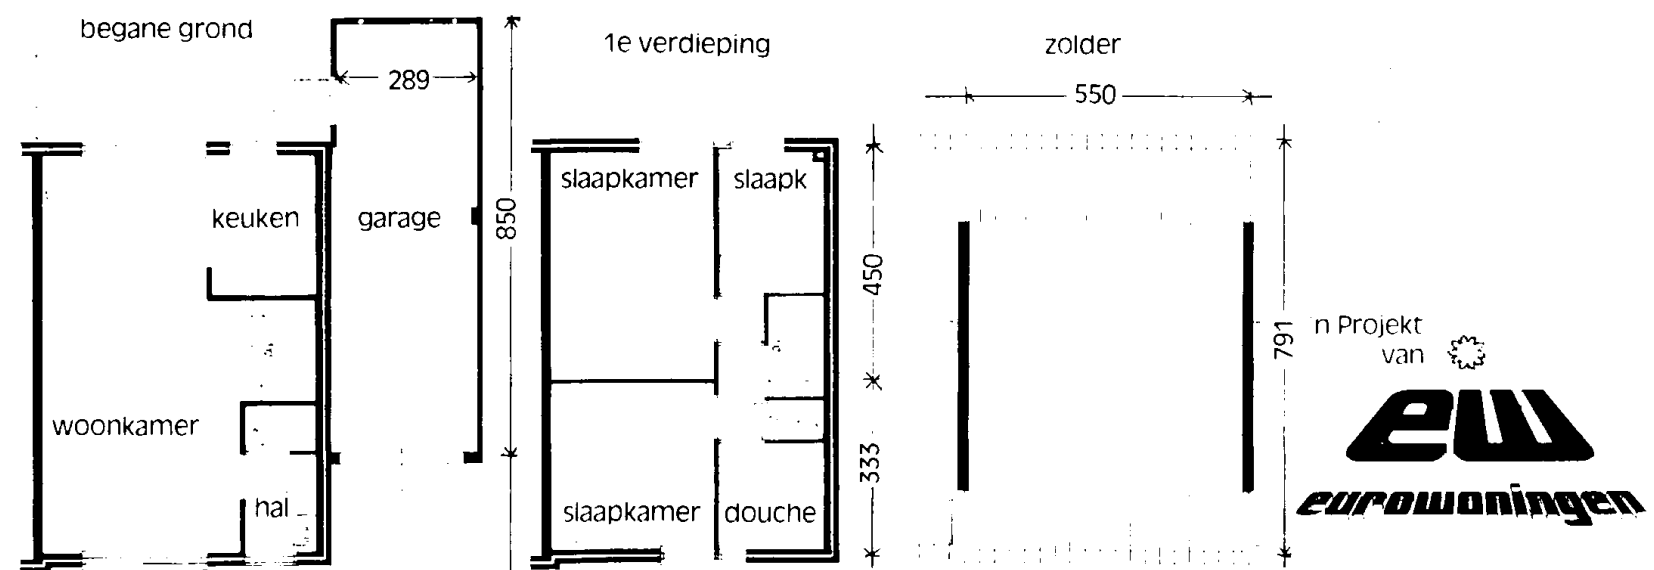 begane grond
289
keuken
garage
850
woonkamer
hal
1e verdieping
slaapkamer
slaapk
450
333
slaapkamer
douche
zolder
550
791
'n Projekt
van
ew
eurowoningen